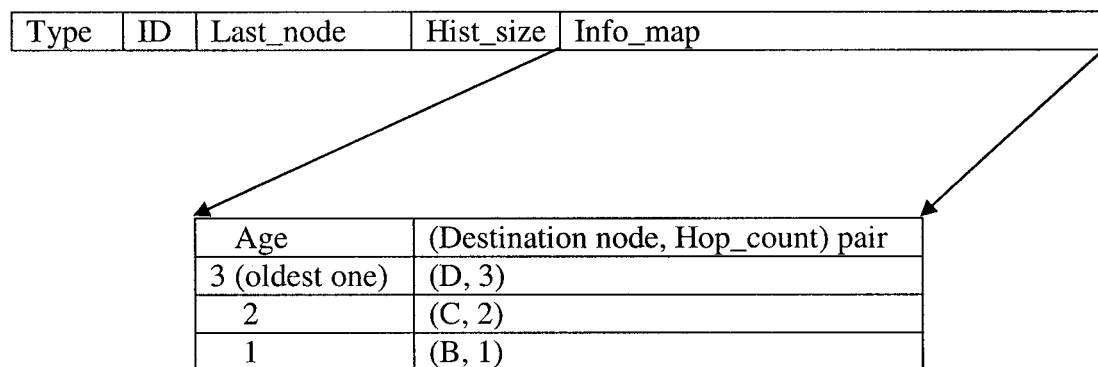 Type ID Last_node Hist_size Info_map
Age (Destination node, Hop_count) pair
3 (oldest one) (D, 3)
2 (C, 2)
1 (B, 1)